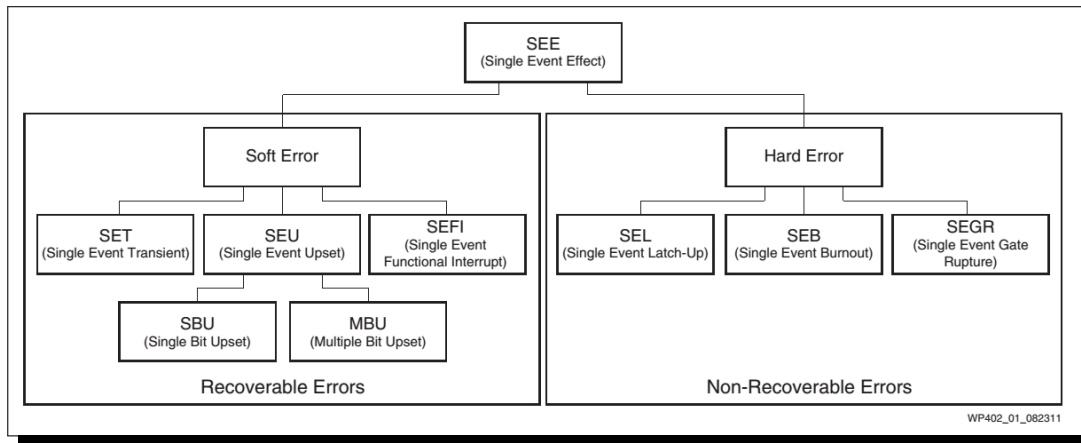 SEE
(Single Event Effect)
Soft Error
Hard Error
SET
(Single Event Transient)
SEU
(Single Event Upset)
SEFI
(Single Event
Functional Interrupt)
SEL
(Single Event Latch-Up)
SEB
(Single Event Burnout)
SEGR
(Single Event Gate
Rupture)
SBU
(Single Bit Upset)
MBU
(Multiple Bit Upset)
Recoverable Errors
Non-Recoverable Errors
WP402_01_082311